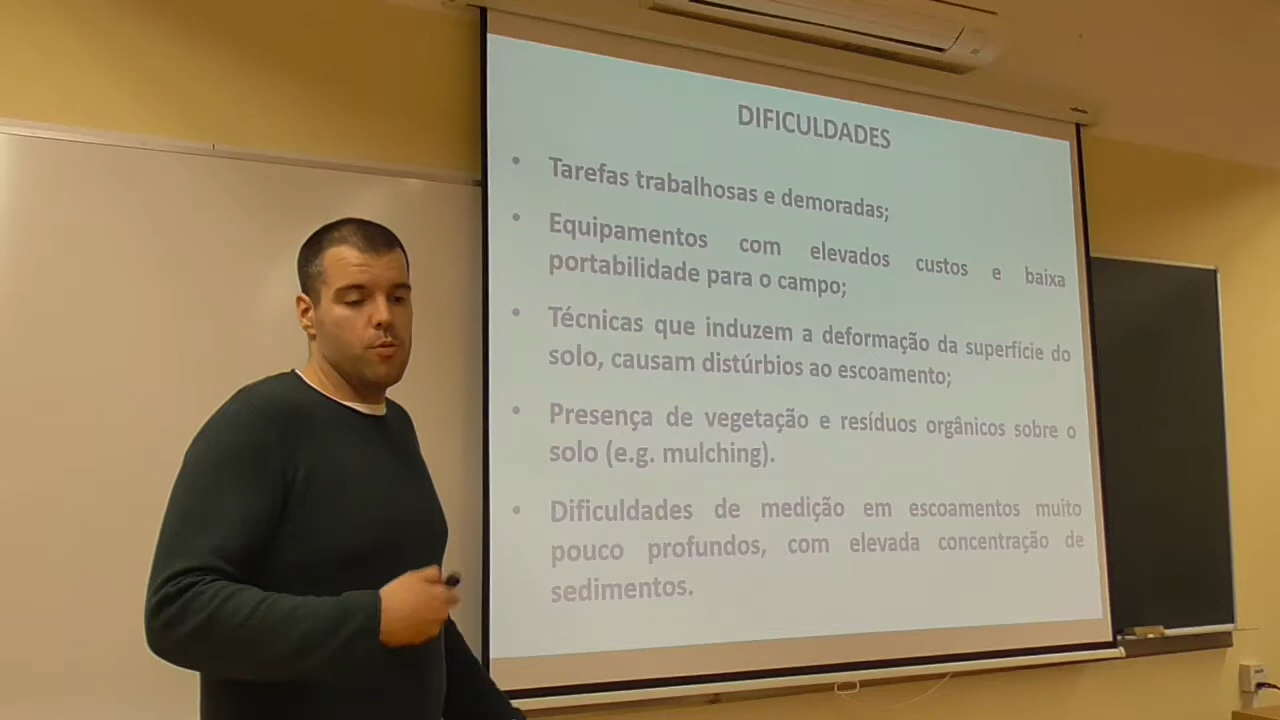 DIFICULDADES
• Tarefas trabalhosas e demoradas;
• Equipamentos com elevados custos e baixa
portabilidade para o campo;
• Técnicas que induzem a deformação da superfície do
solo, causam distúrbios ao escoamento;
• Presença de vegetação e resíduos orgânicos sobre o
solo (e.g. mulching).
• Dificuldades de medição em escoamentos muito
pouco profundos, com elevada concentração de
sedimentos.